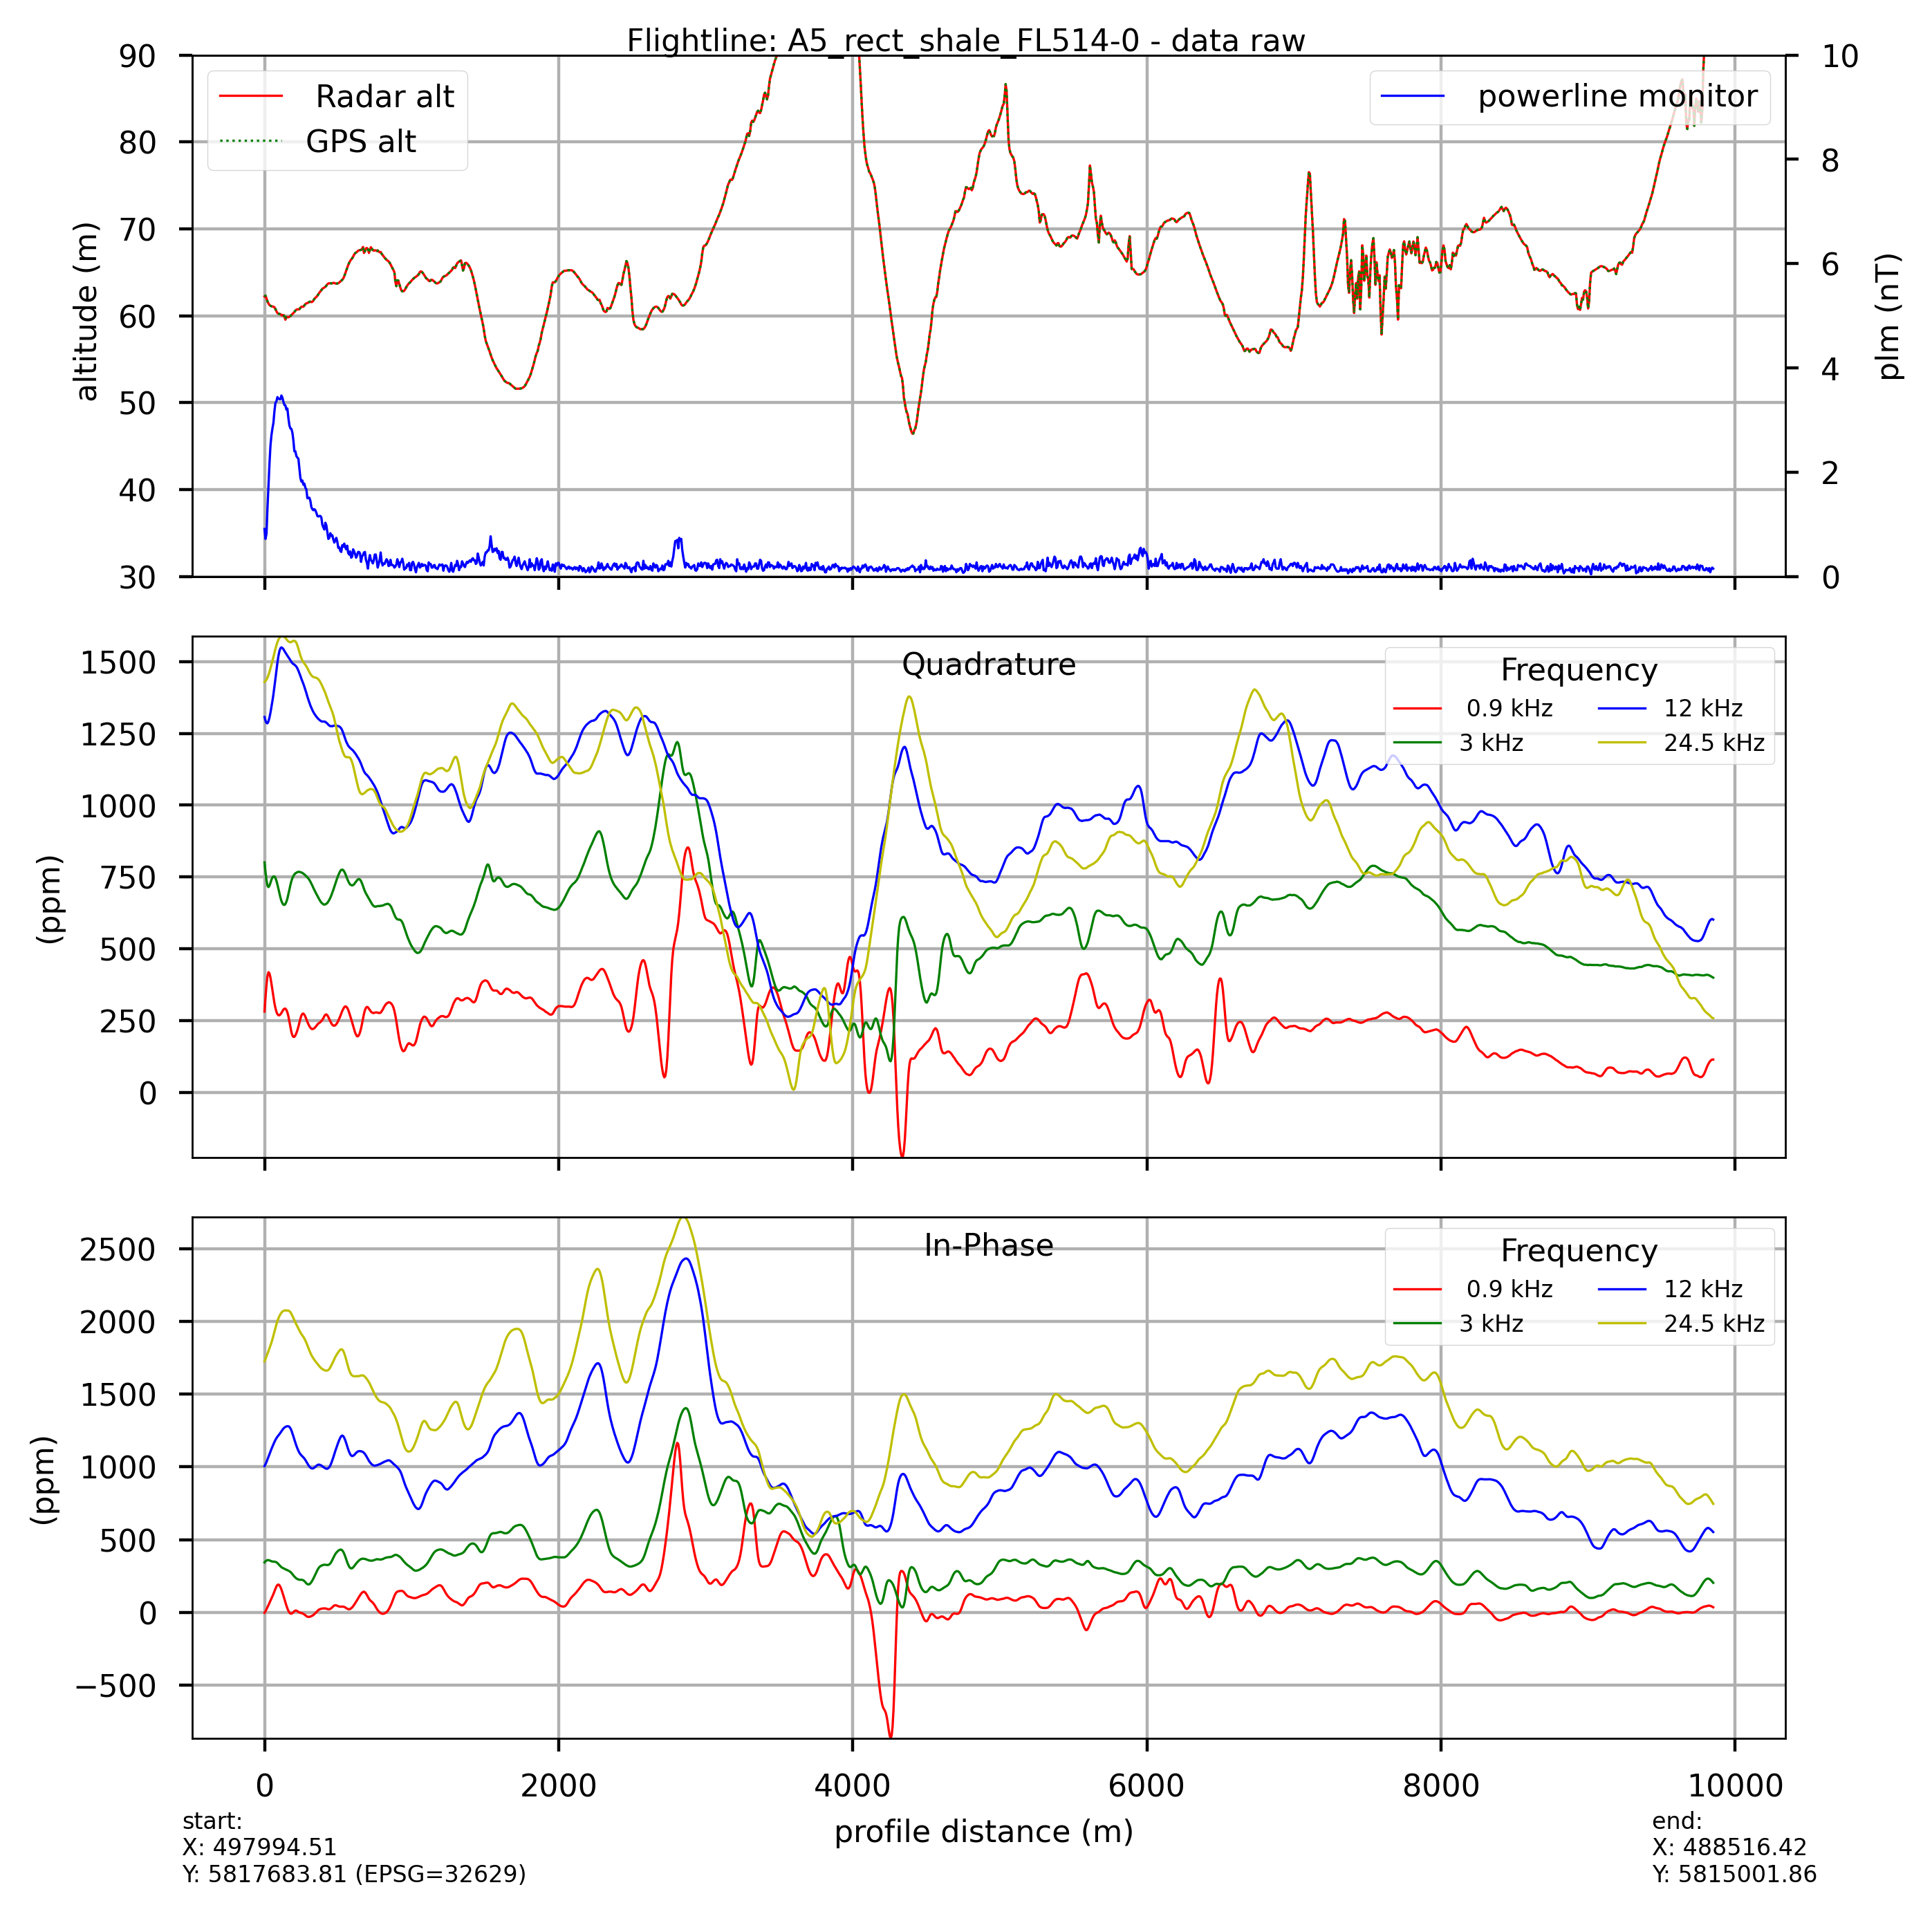 Flightline: A5_rect_shale_FL514-0 - data raw
90
80
70
60
50
40
30
altitude (m)
Radar alt
GPS alt
powerline monitor
10
8
6
4
2
0
plm (nT)
Quadrature
1500
1250
1000
750
500
250
0
(ppm)
Frequency
0.9 kHz
3 kHz
12 kHz
24.5 kHz
In-Phase
2500
2000
1500
1000
500
0
−500
(ppm)
Frequency
0.9 kHz
3 kHz
12 kHz
24.5 kHz
0 2000 4000 6000 8000 10000
profile distance (m)
start:
X: 497994.51
Y: 5817683.81 (EPSG=32629)
end:
X: 488516.42
Y: 5815001.86